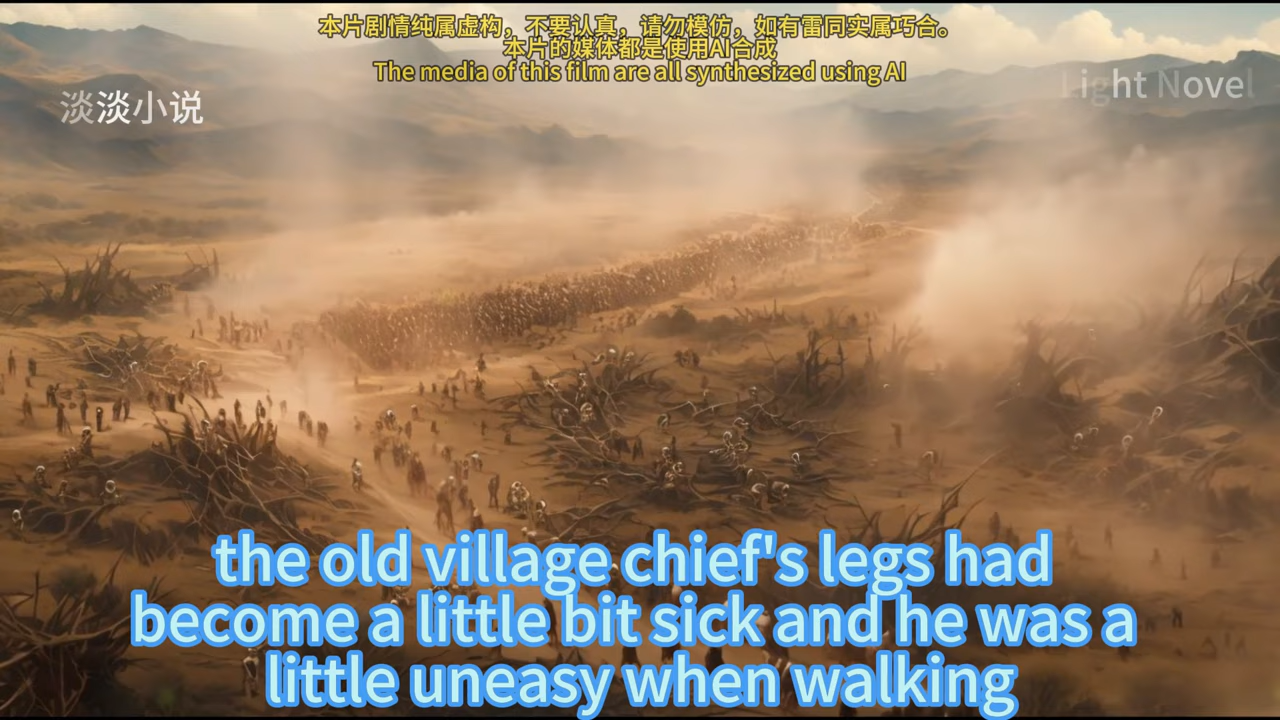 本片剧情纯属虚构，不要认真，请勿模仿，如有雷同实属巧合。
本片的媒体都是使用AI合成
The media of this film are all synthesized using AI
淡淡小说
Light Novel
the old village chief's legs had
become a little bit sick and he was a
little uneasy when walking